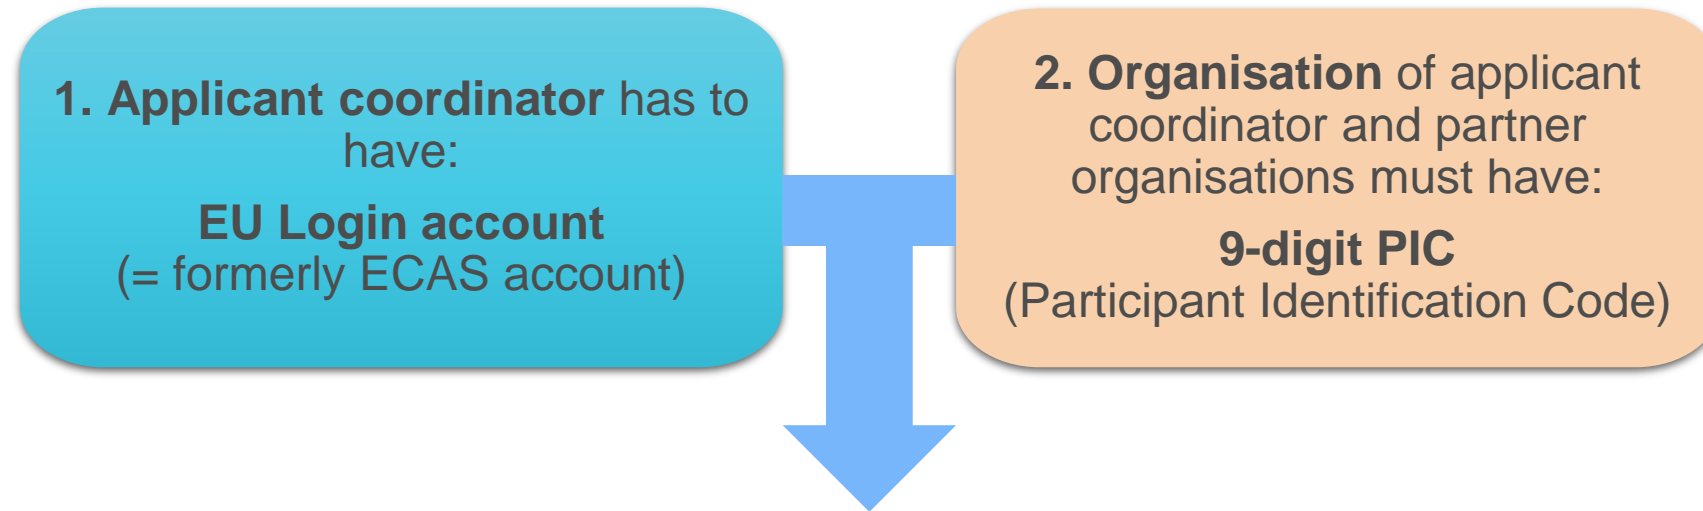 1. Applicant coordinator has to
have:
EU Login account
(= formerly ECAS account)
2. Organisation of applicant
coordinator and partner
organisations must have:
9-digit PIC
(Participant Identification Code)